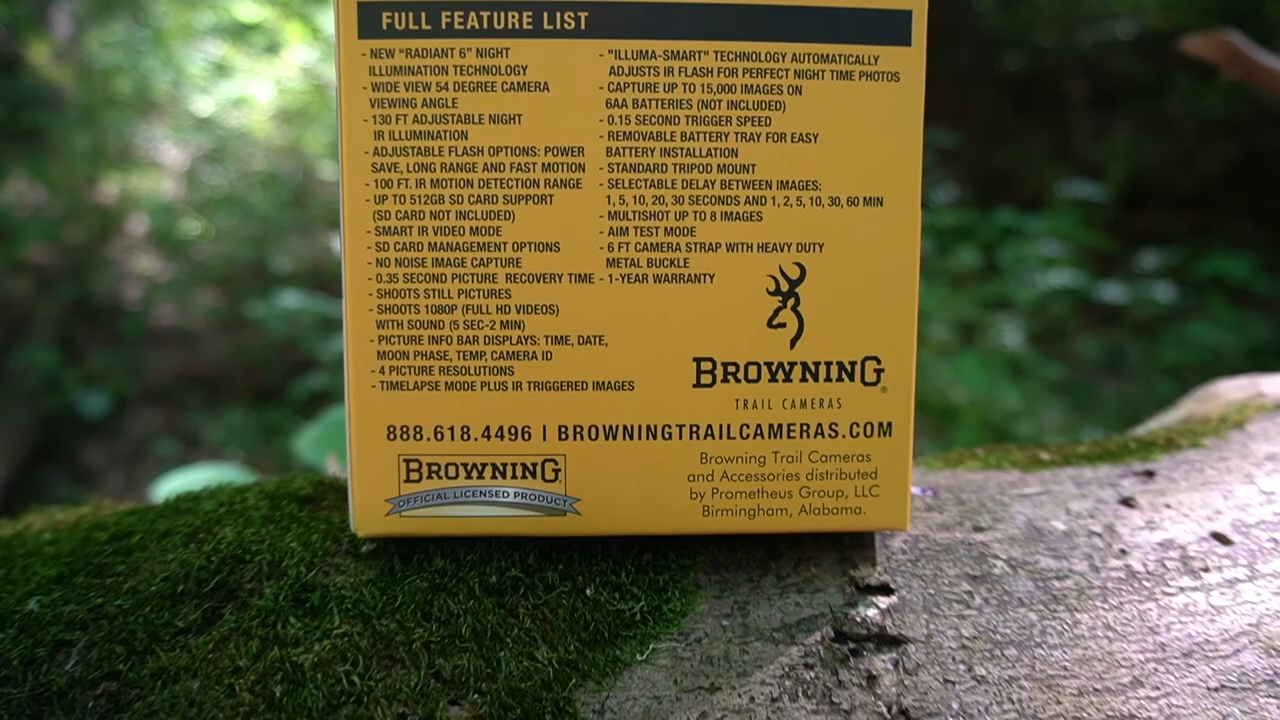 FULL FEATURE LIST
- NEW "RADIANT 6" NIGHT
ILLUMINATION TECHNOLOGY
- WIDE VIEW 54 DEGREE CAMERA
VIEWING ANGLE
- 130 FT ADJUSTABLE NIGHT
IR ILLUMINATION
- ADJUSTABLE FLASH OPTIONS: POWER
SAVE, LONG RANGE AND FAST MOTION
- 100 FT. IR MOTION DETECTION RANGE
- UP TO 512GB SD CARD SUPPORT
(SD CARD NOT INCLUDED)
- SMART IR VIDEO MODE
- SD CARD MANAGEMENT OPTIONS
- NO NOISE IMAGE CAPTURE
- 0.35 SECOND PICTURE RECOVERY TIME
- SHOOTS STILL PICTURES
- SHOOTS 1080P (FULL HD VIDEOS)
WITH SOUND (5 SEC-2 MIN)
- PICTURE INFO BAR DISPLAYS: TIME, DATE,
MOON PHASE, TEMP, CAMERA ID
- 4 PICTURE RESOLUTIONS
- TIMELAPSE MODE PLUS IR TRIGGERED IMAGES
- "ILLUMA-SMART" TECHNOLOGY AUTOMATICALLY
ADJUSTS IR FLASH FOR PERFECT NIGHT TIME PHOTOS
- CAPTURE UP TO 15,000 IMAGES ON
6AA BATTERIES (NOT INCLUDED)
- 0.15 SECOND TRIGGER SPEED
- REMOVABLE BATTERY TRAY FOR EASY
BATTERY INSTALLATION
- STANDARD TRIPOD MOUNT
- SELECTABLE DELAY BETWEEN IMAGES:
1, 5, 10, 20, 30 SECONDS AND 1, 2, 5, 10, 30, 60 MIN
- MULTISHOT UP TO 8 IMAGES
- AIM TEST MODE
- 6 FT CAMERA STRAP WITH HEAVY DUTY
METAL BUCKLE
- 1-YEAR WARRANTY
BROWNING®
TRAIL CAMERAS
888.618.4496 | BROWNINGTRAILCAMERAS.COM
BROWNING
OFFICIAL LICENSED PRODUCT
Browning Trail Cameras
and Accessories distributed
by Prometheus Group, LLC
Birmingham, Alabama.